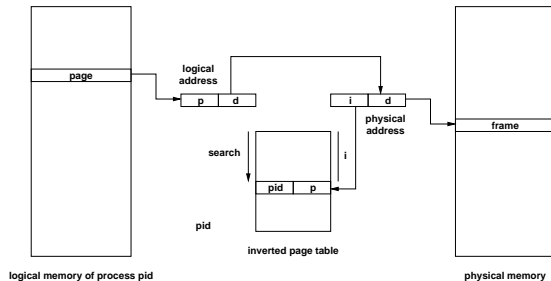 logical
address
page
p d
i d
physical
address
frame
search
i
pid p
pid
inverted page table
logical memory of process pid
physical memory